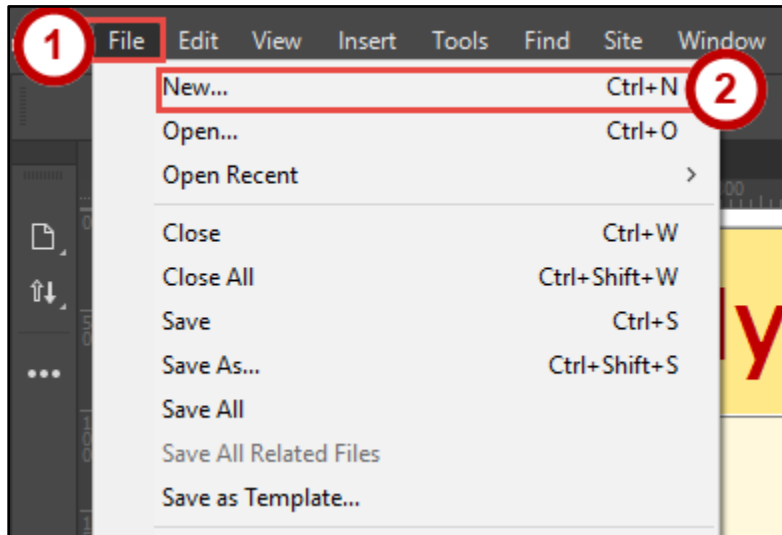 1 File Edit View Insert Tools Find Site Window
New... Ctrl+N 2
Open... Ctrl+O
Open Recent >
Close Ctrl+W
Close All Ctrl+Shift+W
Save Ctrl+S
Save As... Ctrl+Shift+S
Save All
Save All Related Files
Save as Template...